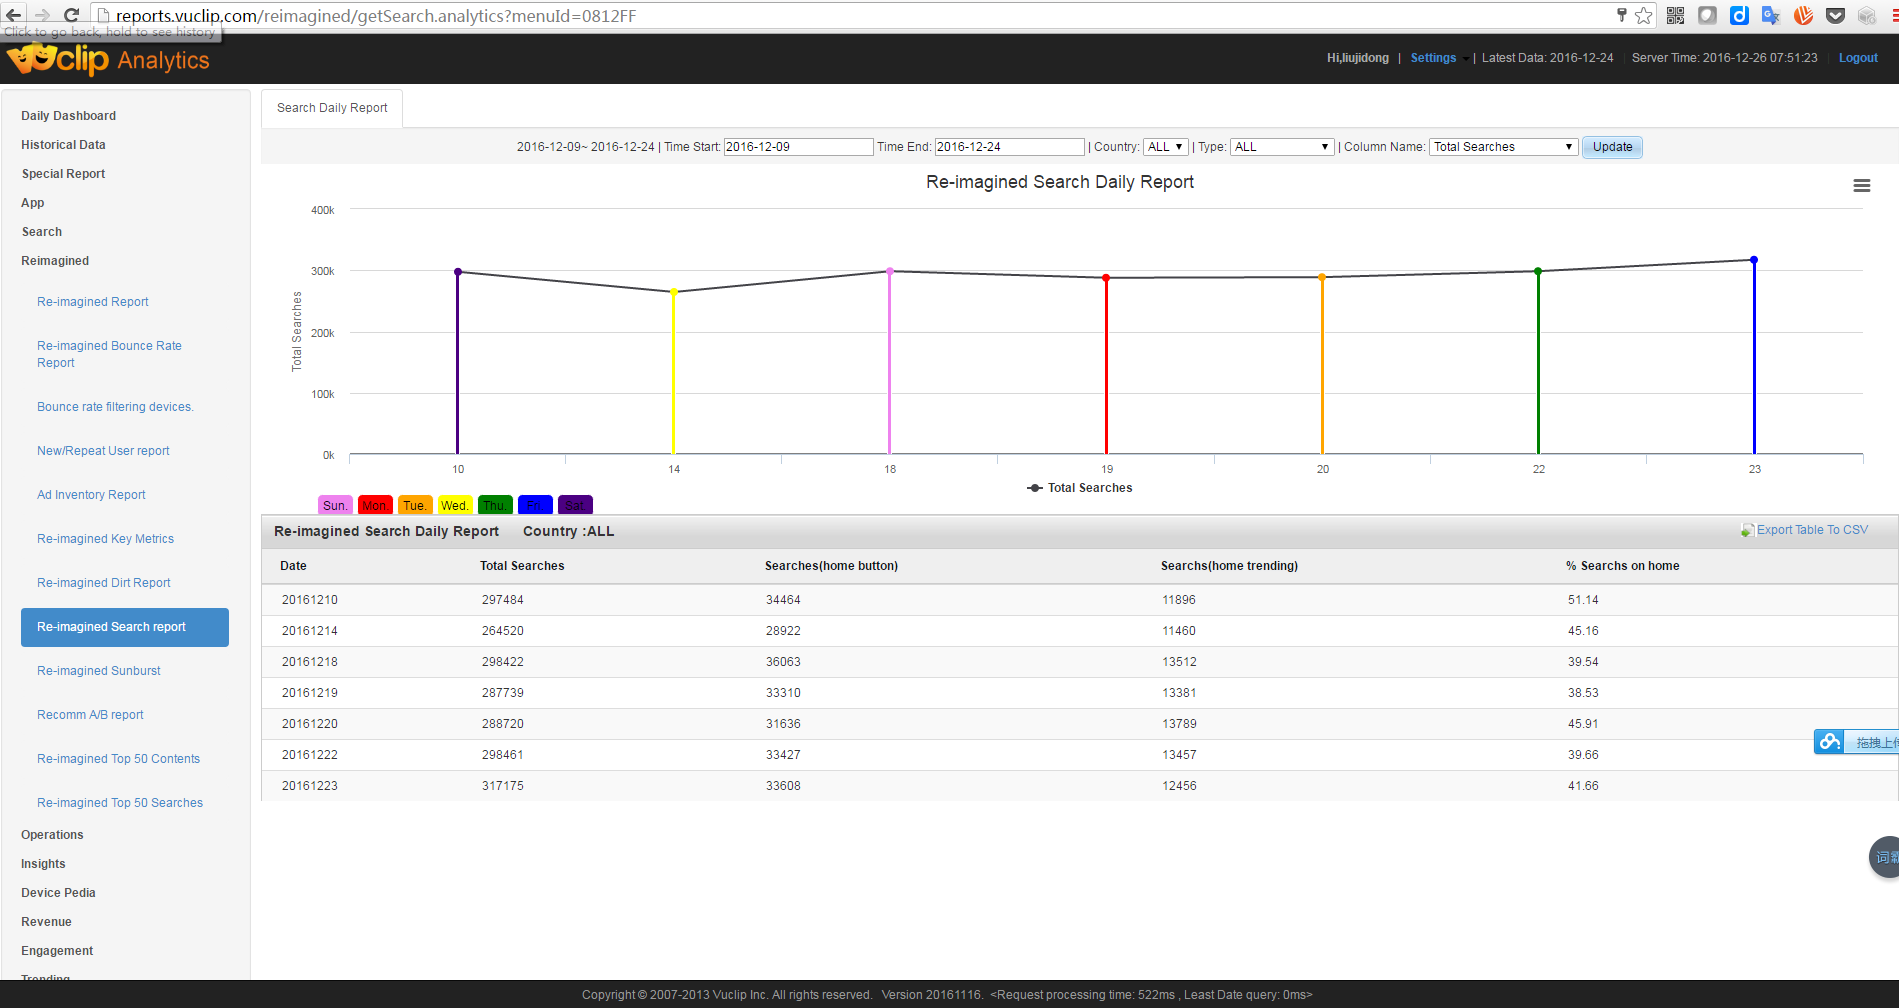 reports.vuclip.com/reimagined/getSearch.analytics?menuId=0812FF
Click to go back, hold to see history
Vuclip Analytics
Hi,liujidong | Settings | Latest Data: 2016-12-24 | Server Time: 2016-12-26 07:51:23 | Logout
Daily Dashboard
Historical Data
Special Report
App
Search
Reimagined
Re-imagined Report
Re-imagined Bounce Rate
Report
Bounce rate filtering devices.
New/Repeat User report
Ad Inventory Report
Re-imagined Key Metrics
Re-imagined Dirt Report
Re-imagined Search report
Re-imagined Sunburst
Recomm A/B report
Re-imagined Top 50 Contents
Re-imagined Top 50 Searches
Operations
Insights
Device Pedia
Revenue
Engagement
Trending
Search Daily Report
2016-12-09~ 2016-12-24 | Time Start: 2016-12-09 Time End: 2016-12-24 | Country: ALL | Type: ALL | Column Name: Total Searches Update
Re-imagined Search Daily Report
Total Searches
400k
300k
200k
100k
0k
10 14 18 19 20 22 23
Total Searches
Sun. Mon. Tue. Wed. Thu. Fri. Sat.
Re-imagined Search Daily Report Country :ALL Export Table To CSV
Date Total Searches Searches(home button) Searchs(home trending) % Searchs on home
20161210 297484 34464 11896 51.14
20161214 264520 28922 11460 45.16
20161218 298422 36063 13512 39.54
20161219 287739 33310 13381 38.53
20161220 288720 31636 13789 45.91
20161222 298461 33427 13457 39.66
20161223 317175 33608 12456 41.66
拖拽上传
词霸
Copyright © 2007-2013 Vuclip Inc. All rights reserved. Version 20161116. <Request processing time: 522ms , Least Date query: 0ms>